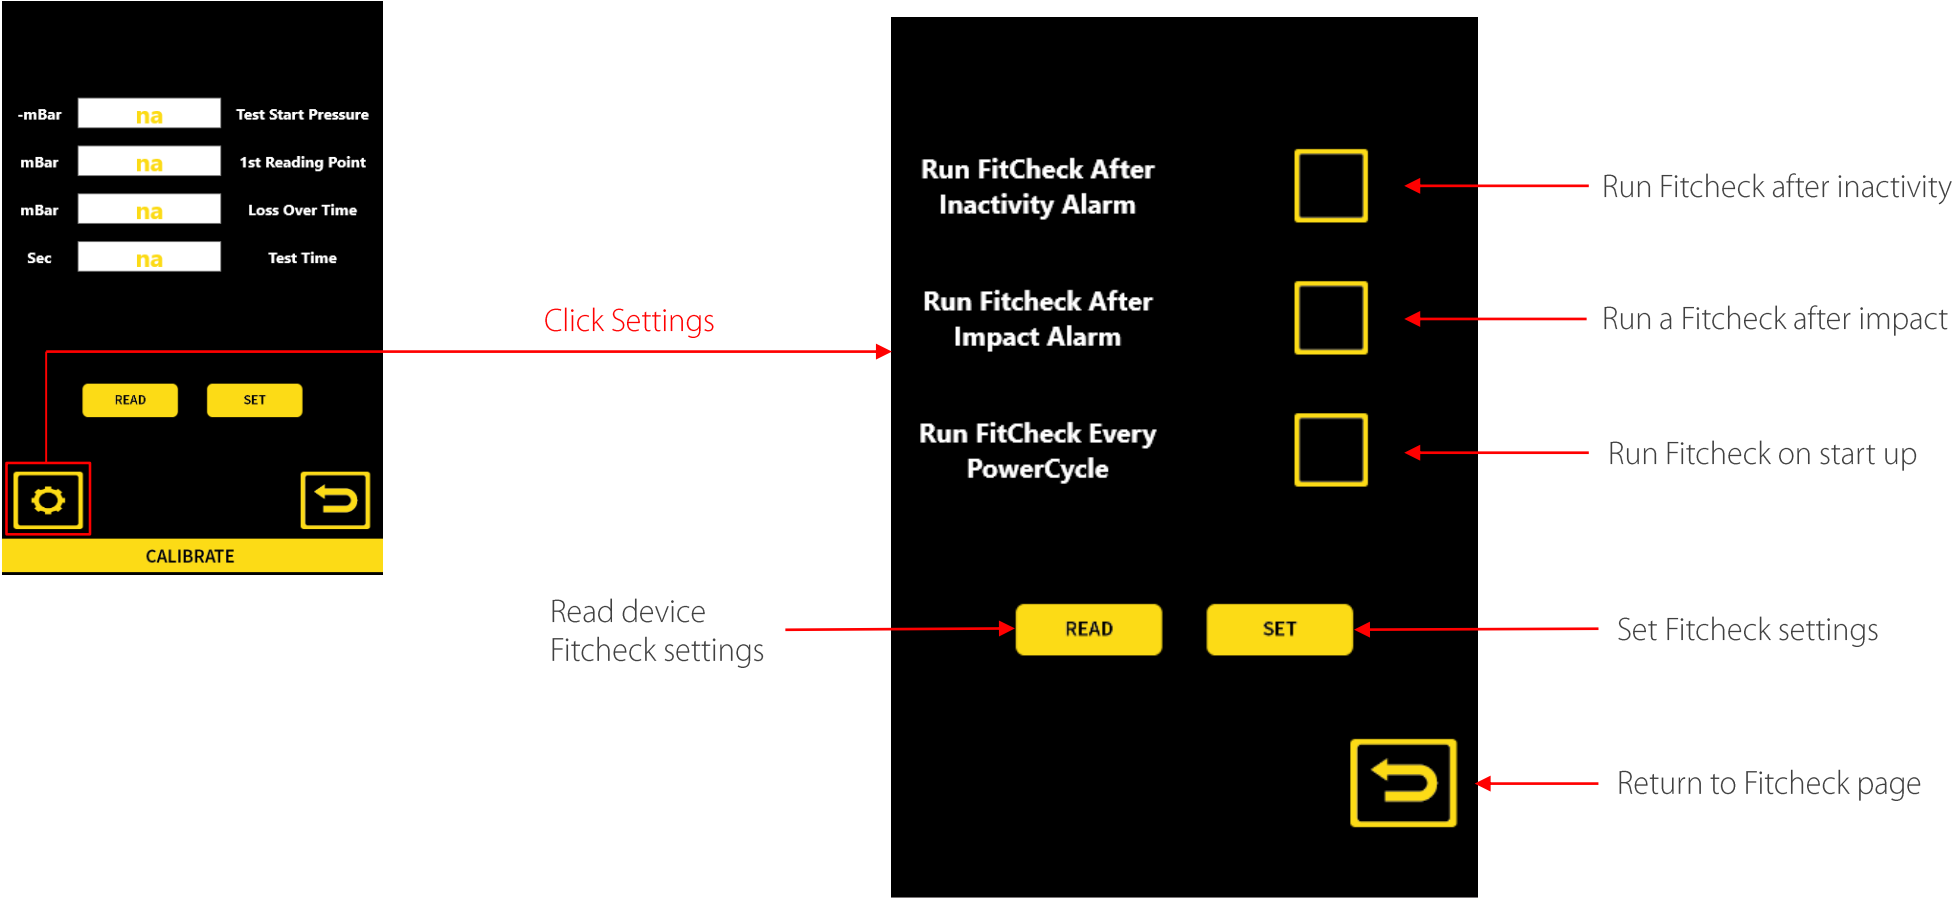 -mBar na Test Start Pressure
mBar na 1st Reading Point
mBar na Loss Over Time
Sec na Test Time
READ SET
CALIBRATE
Click Settings
Run FitCheck After
Inactivity Alarm
Run Fitcheck after inactivity
Run Fitcheck After
Impact Alarm
Run a Fitcheck after impact
Run FitCheck Every
PowerCycle
Run Fitcheck on start up
Read device
Fitcheck settings
READ SET
Set Fitcheck settings
Return to Fitcheck page